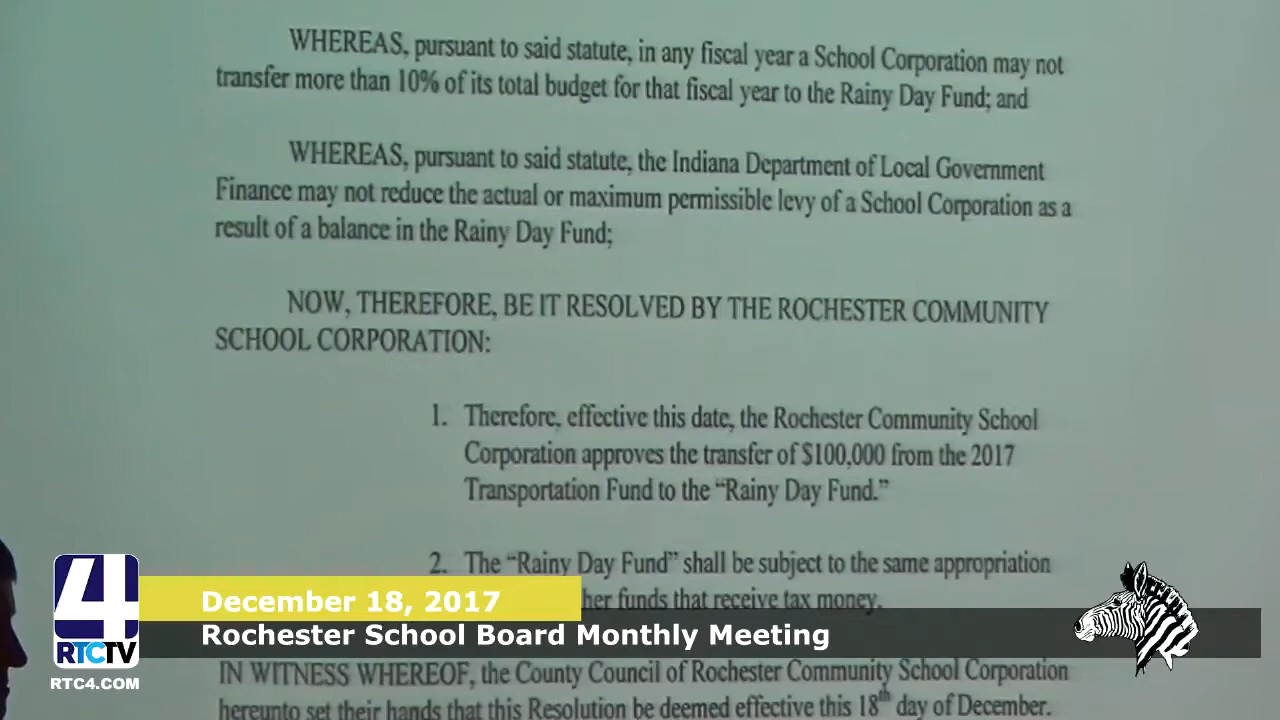 WHEREAS, pursuant to said statute, in any fiscal year a School Corporation may not
transfer more than 10% of its total budget for that fiscal year to the Rainy Day Fund; and
WHEREAS, pursuant to said statute, the Indiana Department of Local Government
Finance may not reduce the actual or maximum permissible levy of a School Corporation as a
result of a balance in the Rainy Day Fund;
NOW, THEREFORE, BE IT RESOLVED BY THE ROCHESTER COMMUNITY
SCHOOL CORPORATION:
1. Therefore, effective this date, the Rochester Community School
Corporation approves the transfer of $100,000 from the 2017
Transportation Fund to the “Rainy Day Fund.”
2. The “Rainy Day Fund” shall be subject to the same appropriation
funds that receive tax money.
4
December 18, 2017
Rochester School Board Monthly Meeting
RTCTV
RTC4.COM
IN WITNESS WHEREOF, the County Council of Rochester Community School Corporation
hereunto set their hands that this Resolution be deemed effective this 18th day of December.